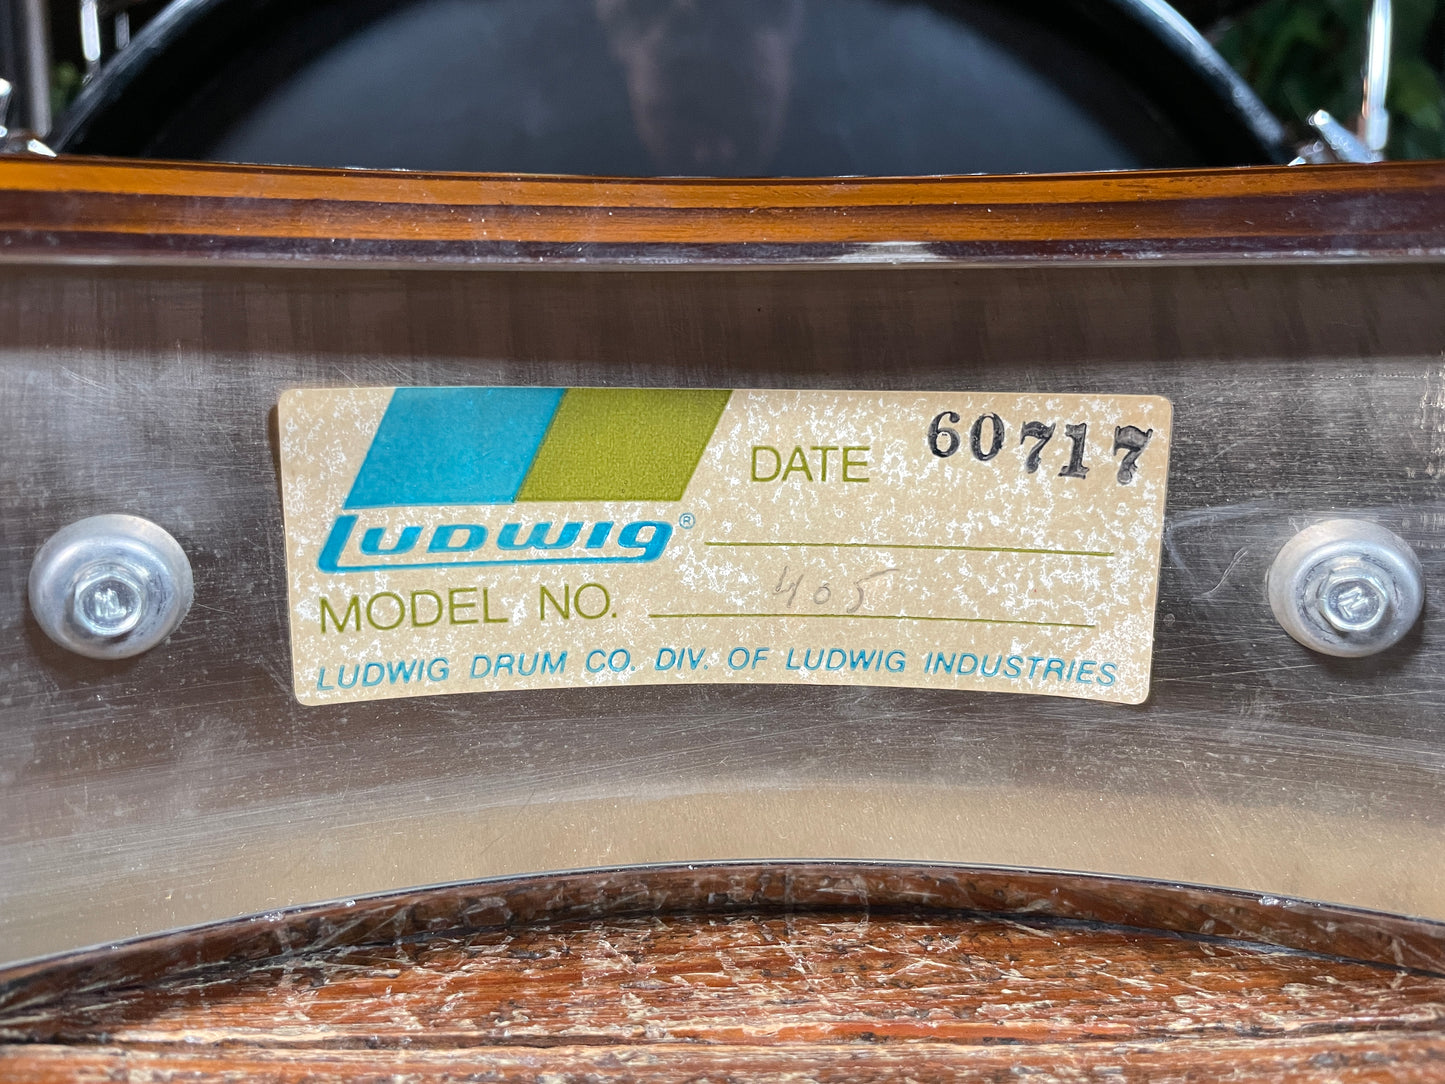 DATE 60717
LUDWIG®
MODEL NO. 405
LUDWIG DRUM CO. DIV. OF LUDWIG INDUSTRIES